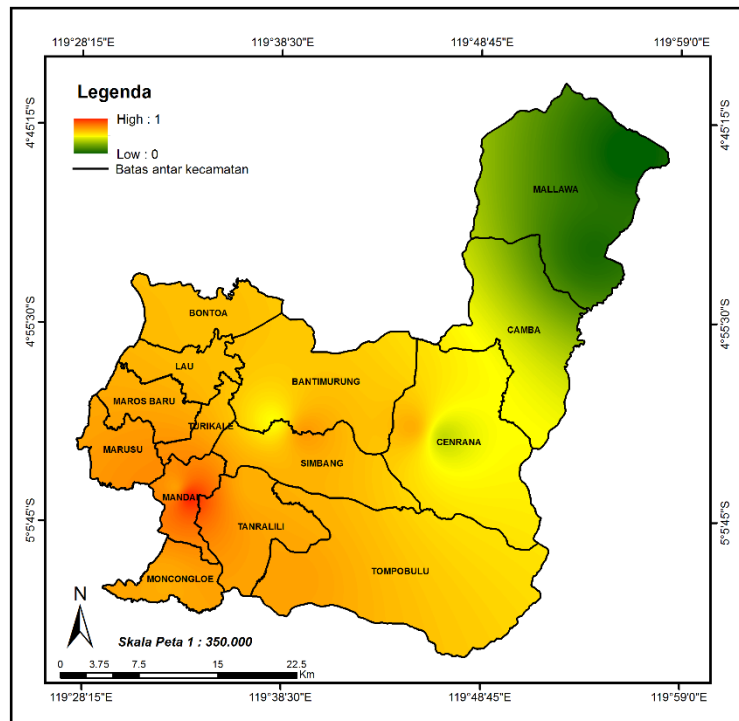 119°28'15"E 119°38'30"E 119°48'45"E 119°59'0"E
Legenda
High : 1
Low : 0
Batas antar kecamatan
4°45'15"S 4°45'15"S
MALLAWA
BONTOA
4°55'30"S 4°55'30"S
CAMBA
LAU
BANTIMURUNG
MAROS BARU
TURIKALE
MARUSU
CENRANA
SIMBANG
MANDAI
5°5'45"S 5°5'45"S
TANRALILI
TOMPOBULU
MONCONGLOE
N
Skala Peta 1 : 350.000
0 3.75 7.5 15 22.5
Km
119°28'15"E 119°38'30"E 119°48'45"E 119°59'0"E